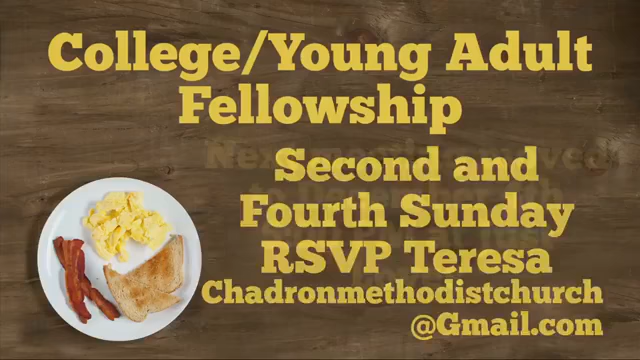 College/Young Adult
Fellowship
Second and
Fourth Sunday
RSVP Teresa
Chadronmethodistchurch
@Gmail.com